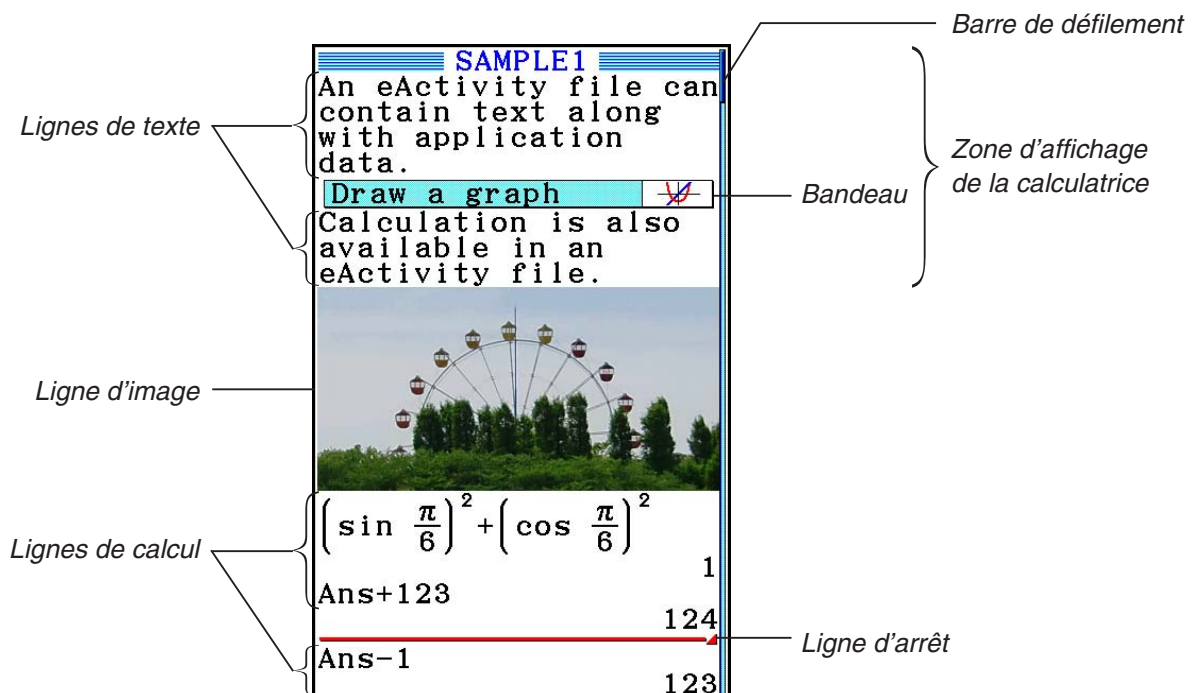 Barre de défilement
SAMPLE1
An eActivity file can
contain text along
with application
data.
Lignes de texte
Zone d'affichage
de la calculatrice
Draw a graph
Bandeau
Calculation is also
available in an
eActivity file.
Ligne d'image
(sin π/6)²+(cos π/6)²
1
Lignes de calcul
Ans+123
124
Ligne d'arrêt
Ans−1
123